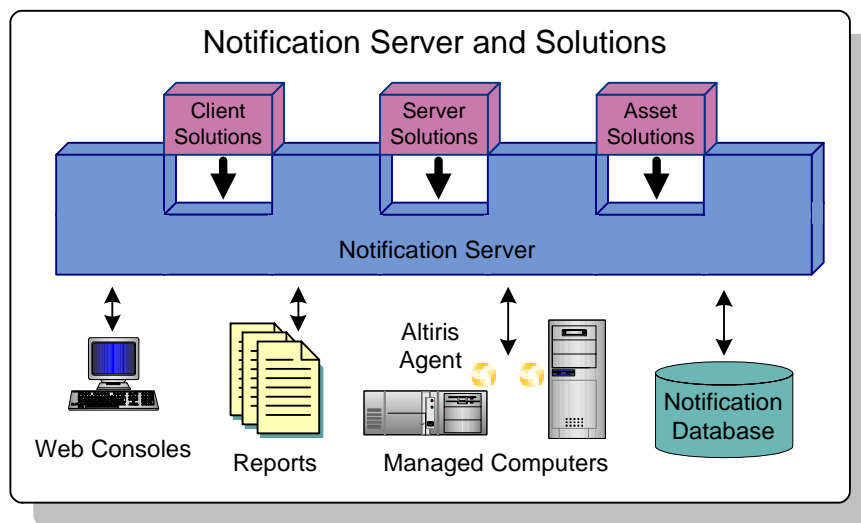 Notification Server and Solutions
Client
Solutions
Server
Solutions
Asset
Solutions
Notification Server
Altiris
Agent
Notification
Database
Web Consoles
Reports
Managed Computers